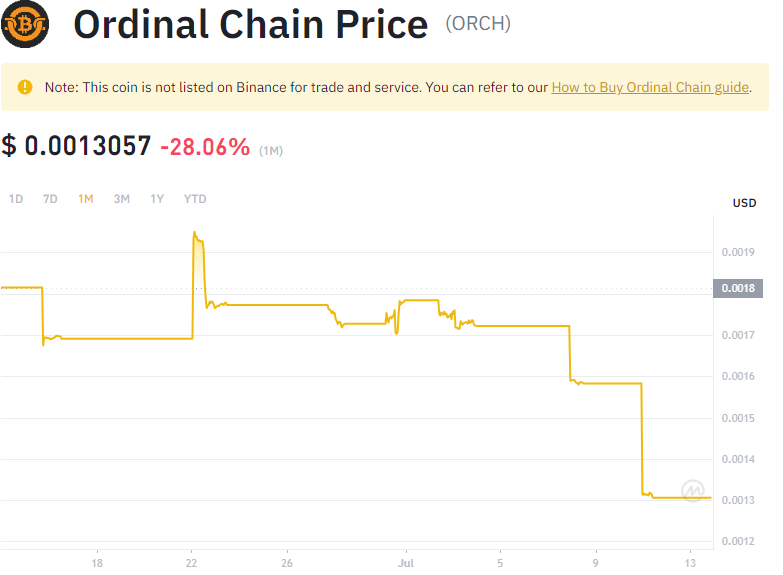 Ordinal Chain Price (ORCH)
Note: This coin is not listed on Binance for trade and service. You can refer to our How to Buy Ordinal Chain guide.
$ 0.0013057 -28.06% (1M)
1D 7D 1M 3M 1Y YTD
USD
0.0019
0.0018
0.0017
0.0016
0.0015
0.0014
0.0013
0.0012
18 22 26 Jul 5 9 13